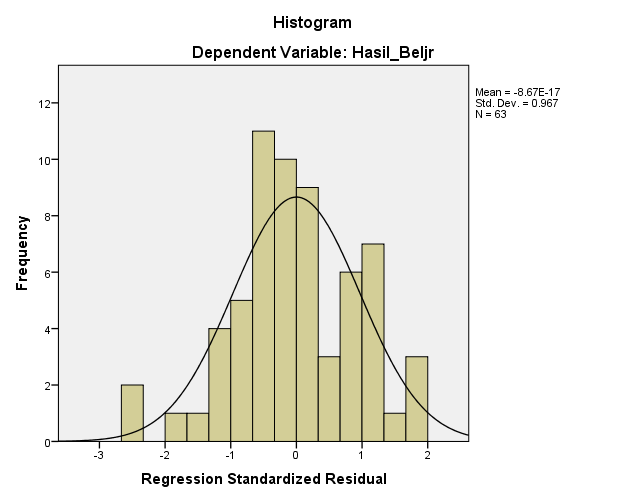 Histogram
Dependent Variable: Hasil_Beljr
Mean = -8.67E-17
Std. Dev. = 0.967
N = 63
Frequency
12
10
8
6
4
2
0
-3 -2 -1 0 1 2
Regression Standardized Residual